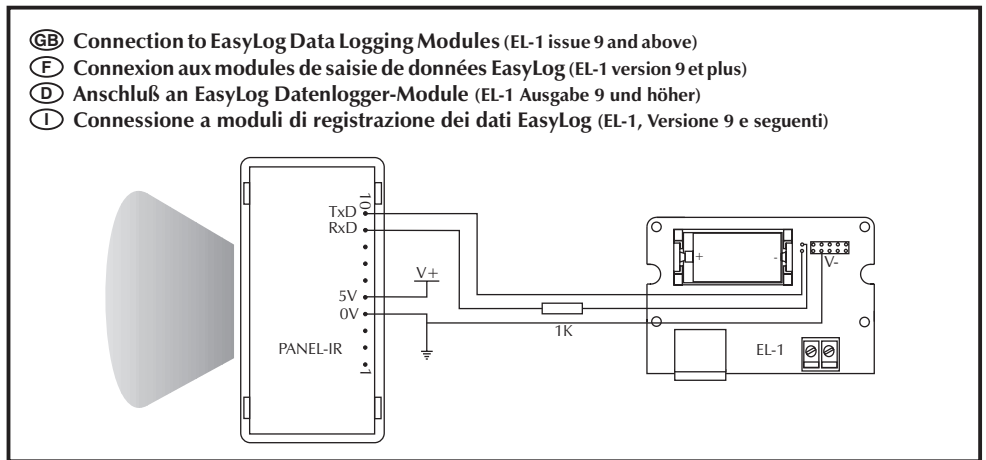 GB Connection to EasyLog Data Logging Modules (EL-1 issue 9 and above)
F Connexion aux modules de saisie de données EasyLog (EL-1 version 9 et plus)
D Anschluß an EasyLog Datenlogger-Module (EL-1 Ausgabe 9 und höher)
I Connessione a moduli di registrazione dei dati EasyLog (EL-1, Versione 9 e seguenti)
10
TxD
RxD
V+
5V
0V
PANEL-IR
1
1K
+ -
V-
EL-1